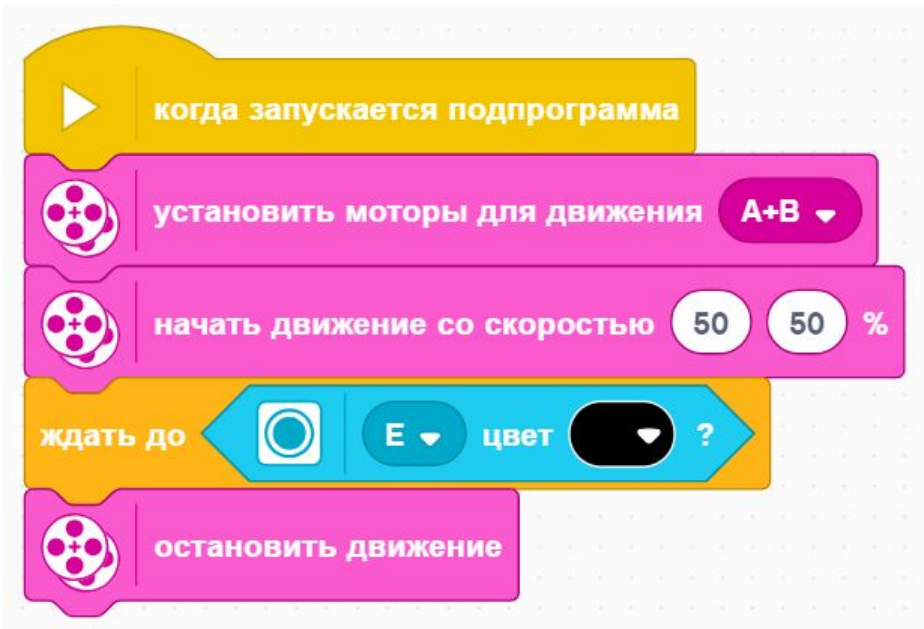 когда запускается подпрограмма
установить моторы для движения A+B
начать движение со скоростью 50 50 %
ждать до E цвет ?
остановить движение